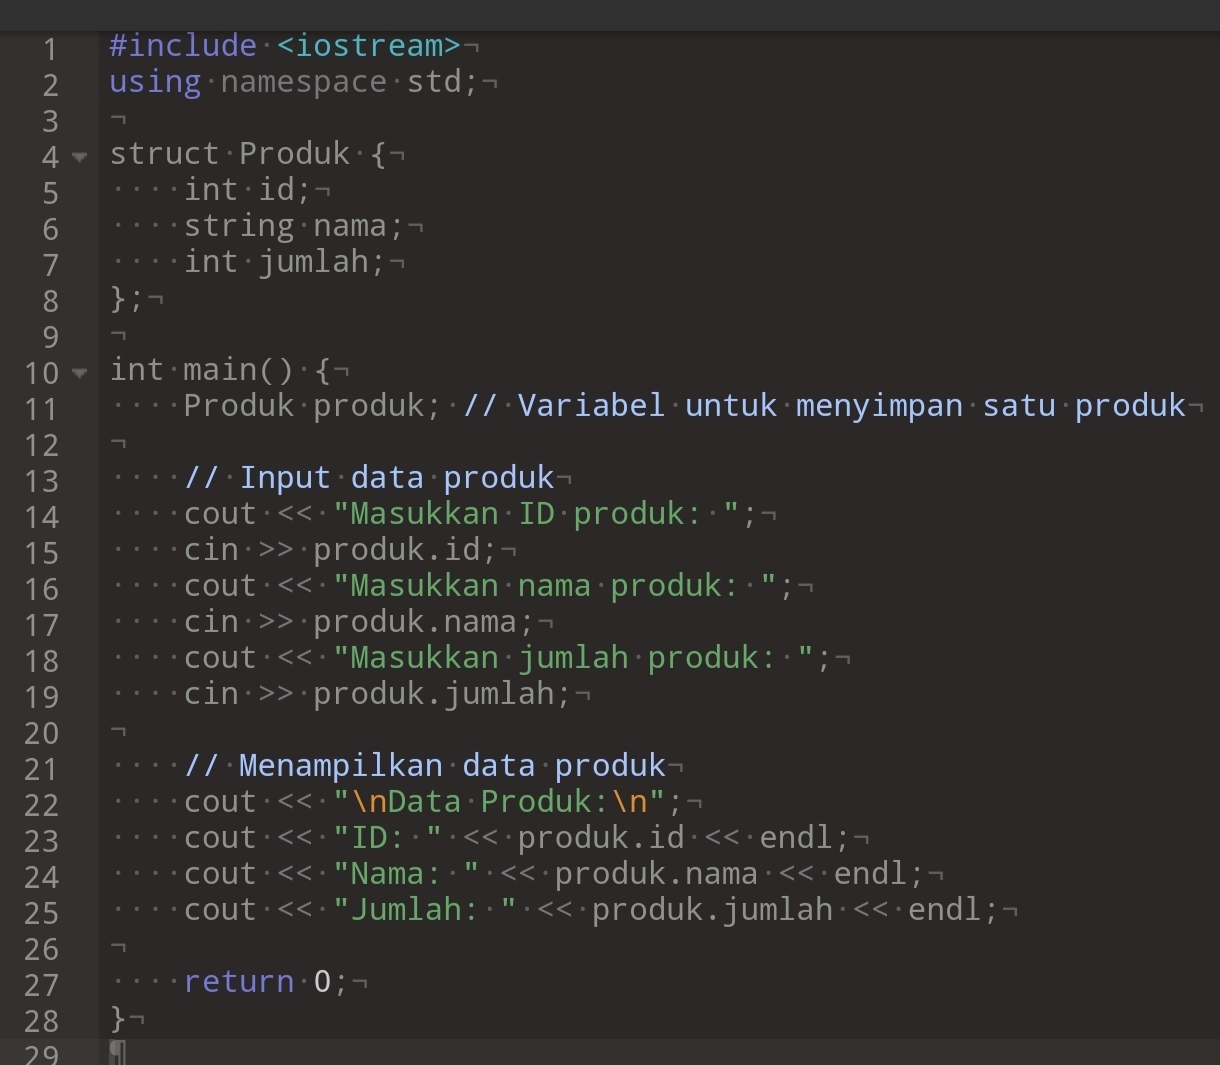 1 #include <iostream>
2 using namespace std;
3
4 struct Produk {
5     int id;
6     string nama;
7     int jumlah;
8 };
9
10 int main() {
11     Produk produk; // Variabel untuk menyimpan satu produk
12
13     // Input data produk
14     cout << "Masukkan ID produk: ";
15     cin >> produk.id;
16     cout << "Masukkan nama produk: ";
17     cin >> produk.nama;
18     cout << "Masukkan jumlah produk: ";
19     cin >> produk.jumlah;
20
21     // Menampilkan data produk
22     cout << "\nData Produk:\n";
23     cout << "ID: " << produk.id << endl;
24     cout << "Nama: " << produk.nama << endl;
25     cout << "Jumlah: " << produk.jumlah << endl;
26
27     return 0;
28 }
29